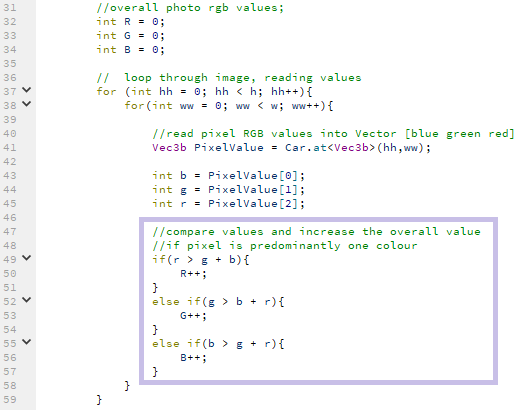 31 //overall photo rgb values;
32 int R = 0;
33 int G = 0;
34 int B = 0;
35
36 // loop through image, reading values
37 for (int hh = 0; hh < h; hh++){
38 for(int ww = 0; ww < w; ww++){
39
40 //read pixel RGB values into Vector [blue green red]
41 Vec3b PixelValue = Car.at<Vec3b>(hh,ww);
42
43 int b = PixelValue[0];
44 int g = PixelValue[1];
45 int r = PixelValue[2];
46
47 //compare values and increase the overall value
48 //if pixel is predominantly one colour
49 if(r > g + b){
50 R++;
51 }
52 else if(g > b + r){
53 G++;
54 }
55 else if(b > g + r){
56 B++;
57 }
58 }
59 }